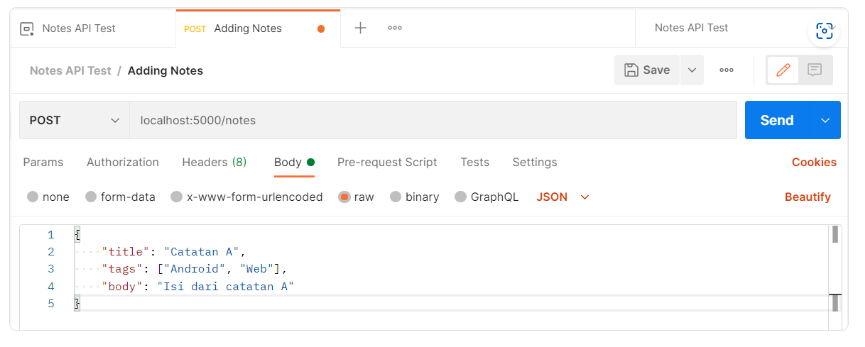 Notes API Test POST Adding Notes Notes API Test
Notes API Test / Adding Notes Save
POST localhost:5000/notes Send
Params Authorization Headers (8) Body Pre-request Script Tests Settings Cookies
none form-data x-www-form-urlencoded raw binary GraphQL JSON Beautify
1 {
2 "title": "Catatan A",
3 "tags": ["Android", "Web"],
4 "body": "Isi dari catatan A"
5 }